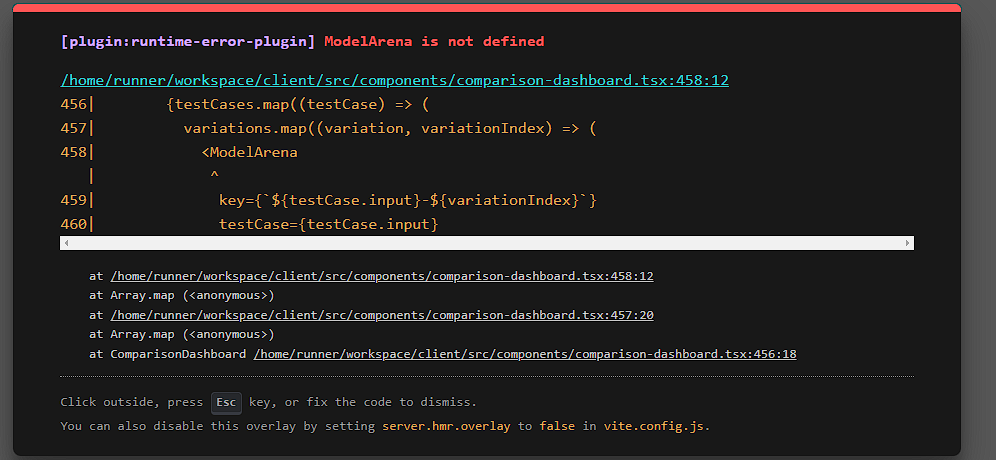 [plugin:runtime-error-plugin] ModelArena is not defined
/home/runner/workspace/client/src/components/comparison-dashboard.tsx:458:12
456|        {testCases.map((testCase) => (
457|          variations.map((variation, variationIndex) => (
458|            <ModelArena
   |             ^
459|              key={`${testCase.input}-${variationIndex}`}
460|              testCase={testCase.input}
at /home/runner/workspace/client/src/components/comparison-dashboard.tsx:458:12
at Array.map (<anonymous>)
at /home/runner/workspace/client/src/components/comparison-dashboard.tsx:457:20
at Array.map (<anonymous>)
at ComparisonDashboard /home/runner/workspace/client/src/components/comparison-dashboard.tsx:456:18
Click outside, press Esc key, or fix the code to dismiss.
You can also disable this overlay by setting server.hmr.overlay to false in vite.config.js.